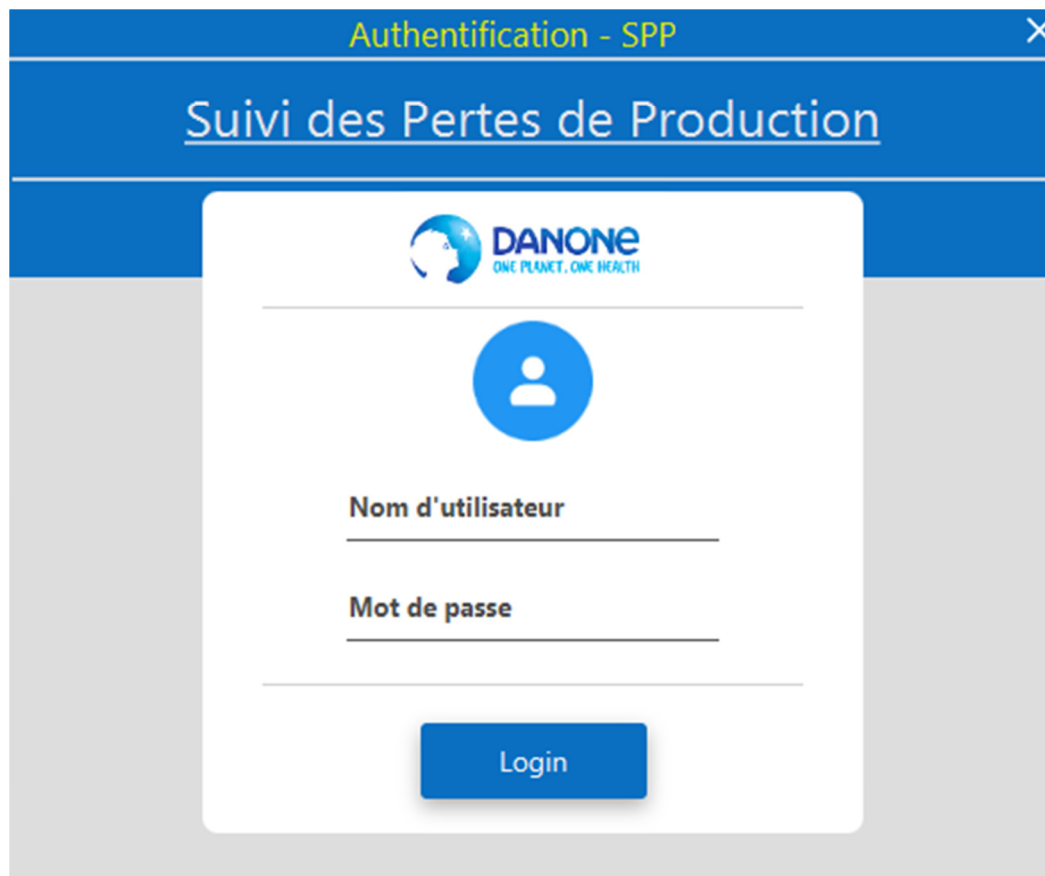 Authentification - SPP
Suivi des Pertes de Production
DANONE
ONE PLANET. ONE HEALTH
Nom d'utilisateur
Mot de passe
Login